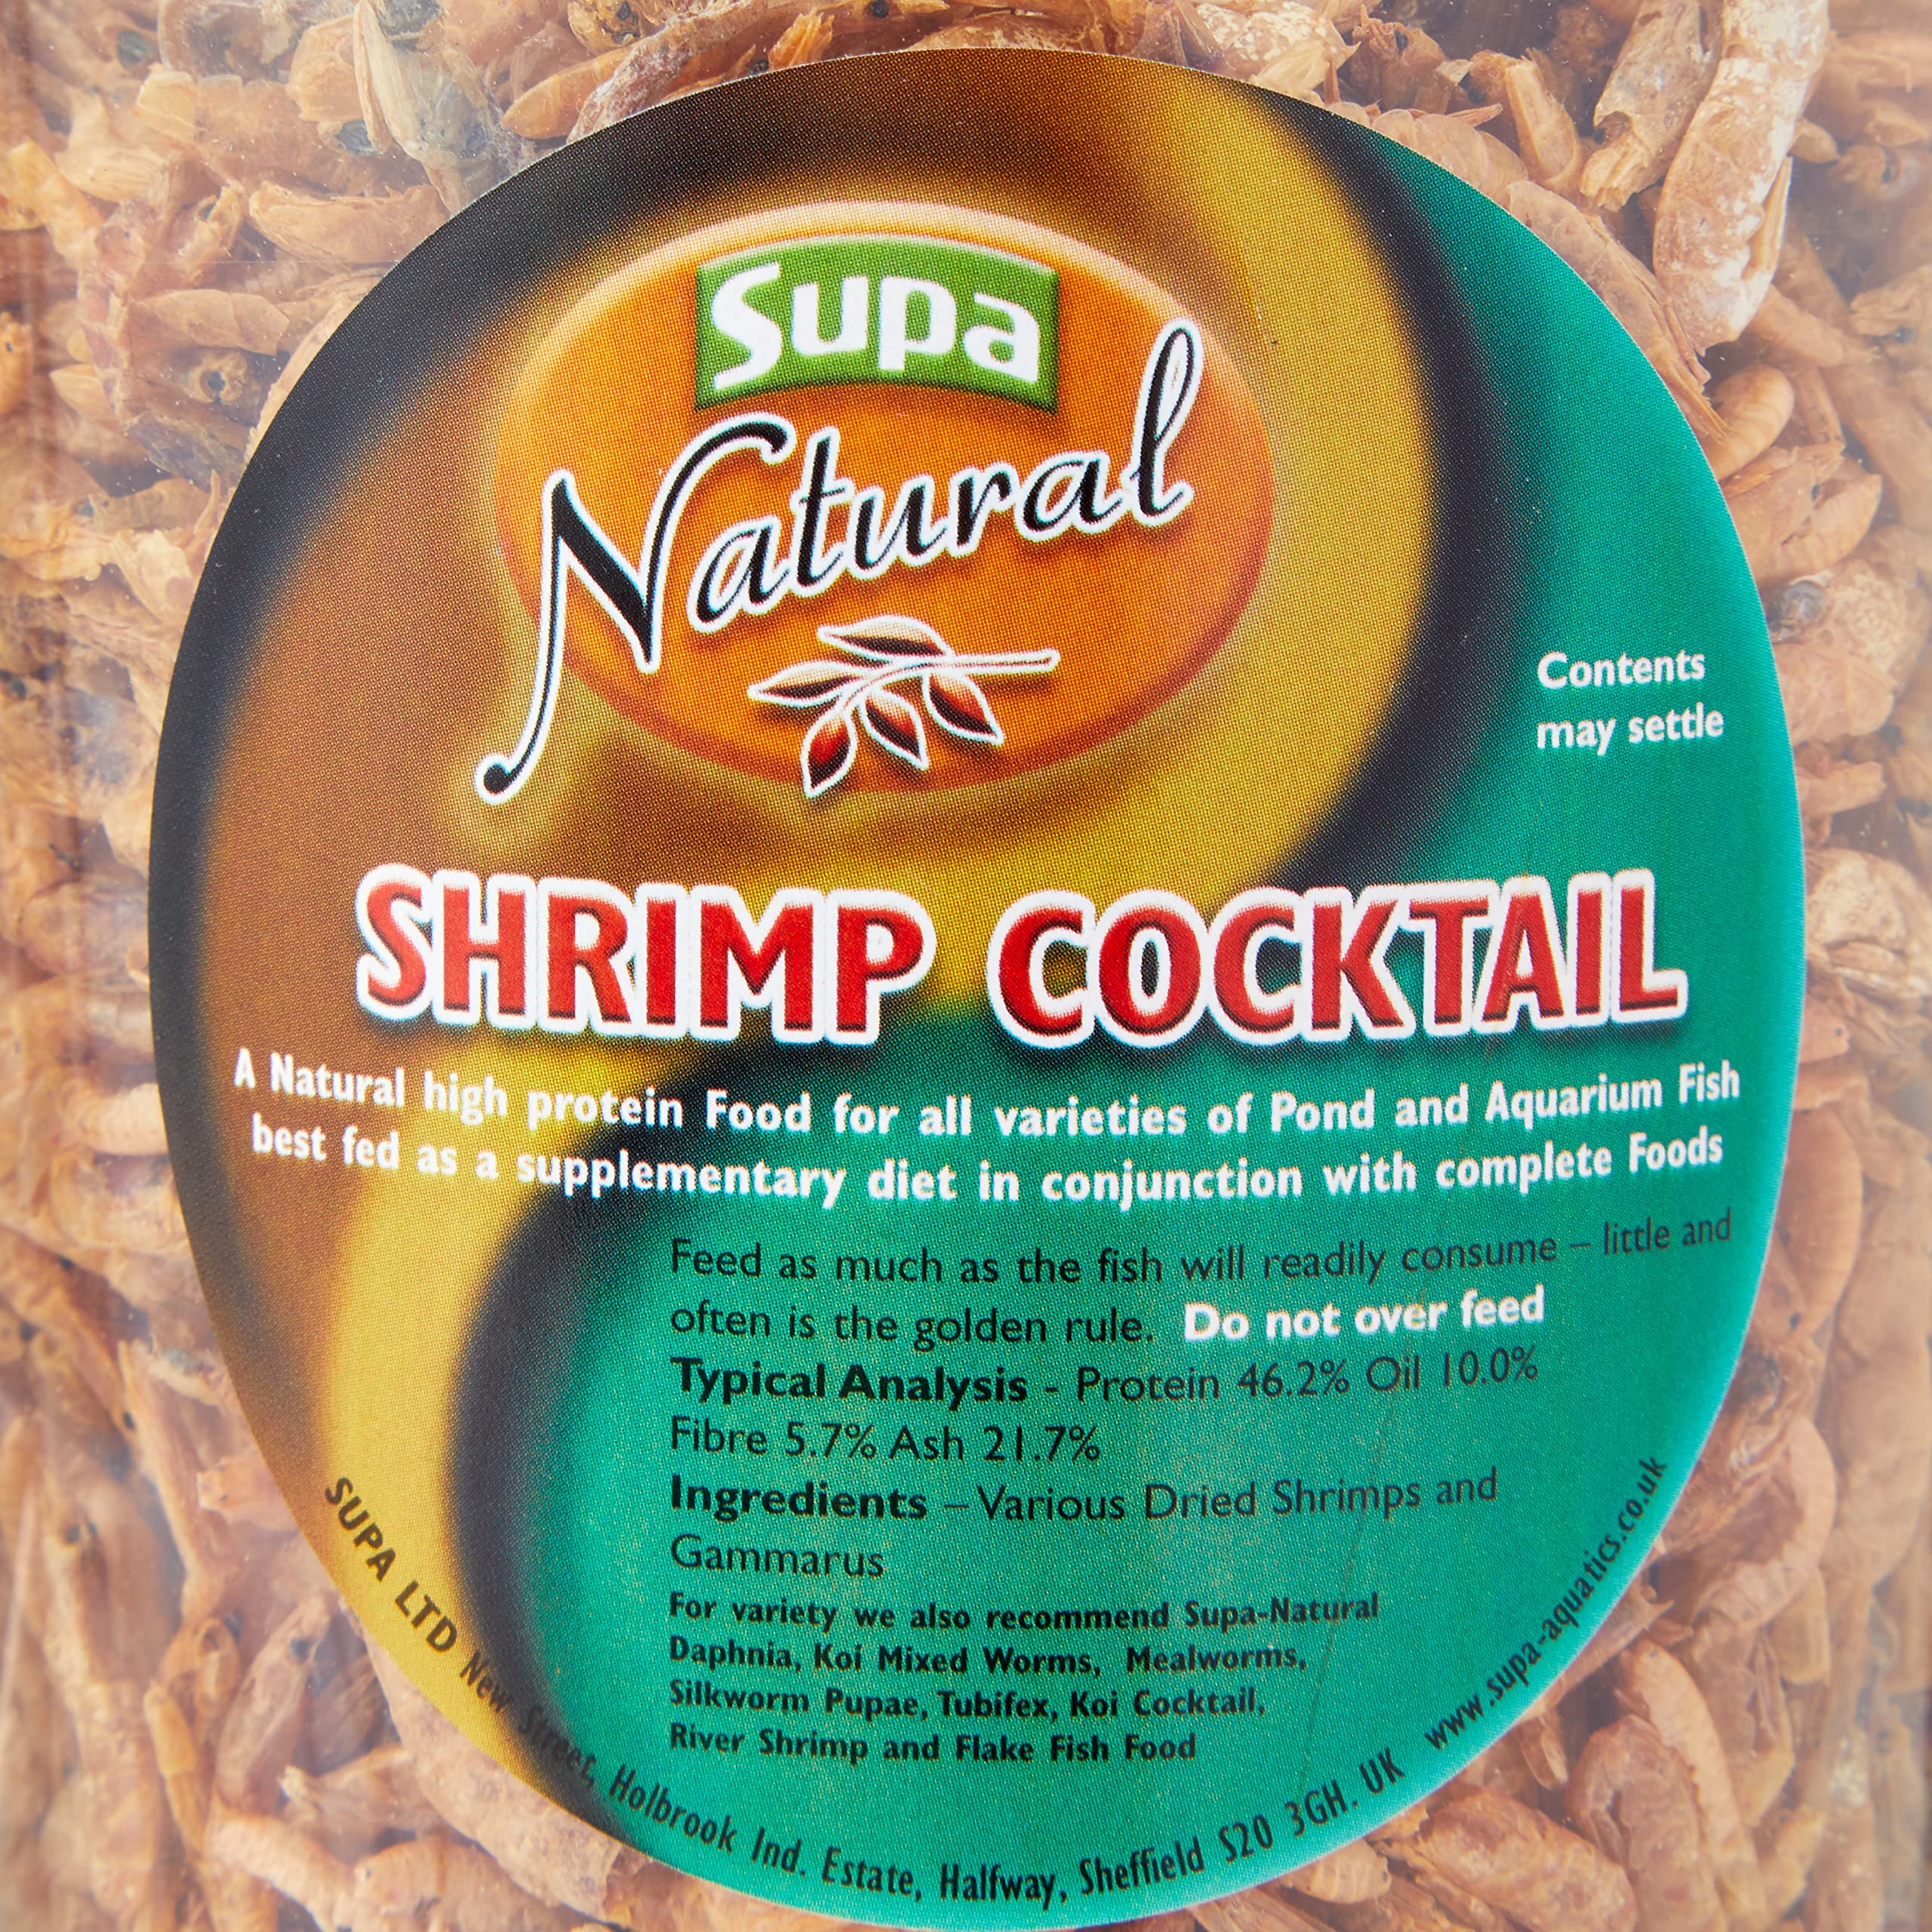 Supa
Natural
Contents
may settle
SHRIMP COCKTAIL
A Natural high protein Food for all varieties of Pond and Aquarium Fish
best fed as a supplementary diet in conjunction with complete Foods
Feed as much as the fish will readily consume – little and
often is the golden rule. Do not over feed
Typical Analysis - Protein 46.2% Oil 10.0%
Fibre 5.7% Ash 21.7%
Ingredients – Various Dried Shrimps and
Gammarus
For variety we also recommend Supa-Natural
Daphnia, Koi Mixed Worms, Mealworms,
Silkworm Pupae, Tubifex, Koi Cocktail,
River Shrimp and Flake Fish Food
SUPA LTD New Street, Holbrook Ind. Estate, Halfway, Sheffield S20 3GH. UK www.supa-aquatics.co.uk